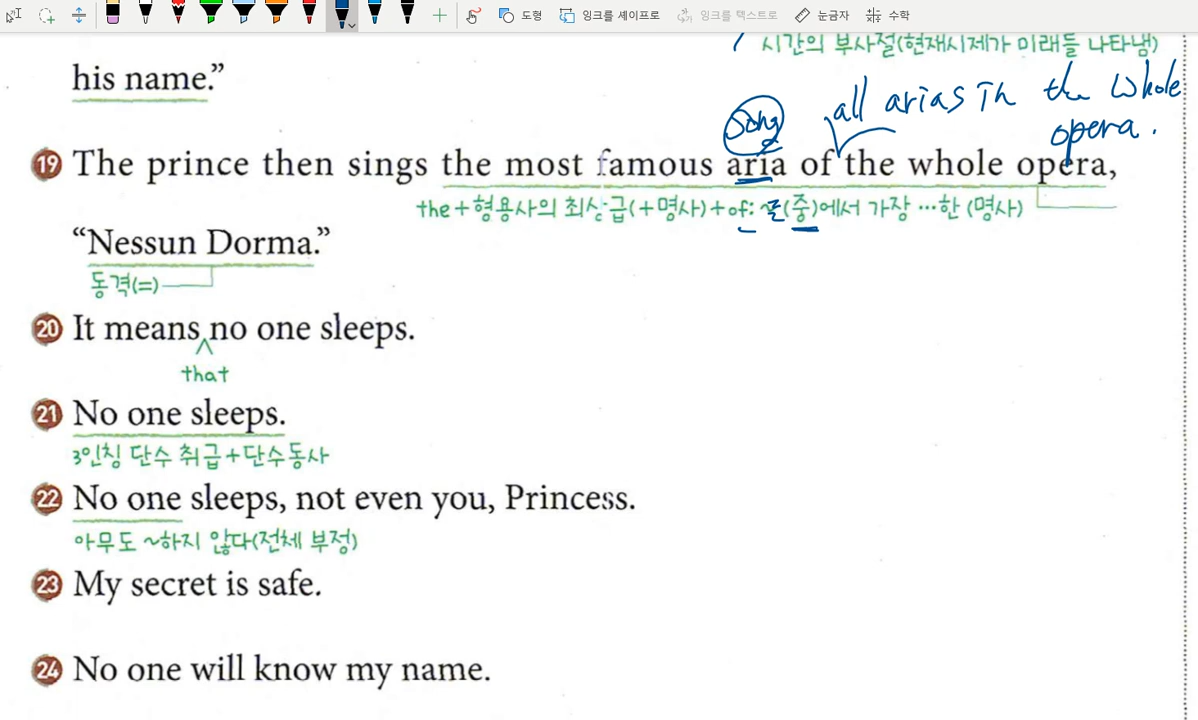 도형 잉크를 셰이프로 잉크를 텍스트로 눈금자 수학
시간의 부사절(현재시제가 미래를 나타냄)
his name.”
all arias in the whole
opera.
Song
19 The prince then sings the most famous aria of the whole opera,
the+형용사의 최상급(+명사)+of: ~(중)에서 가장 …한 (명사)
“Nessun Dorma.”
동격(=)
20 It means no one sleeps.
that
21 No one sleeps.
3인칭 단수 취급+단수동사
22 No one sleeps, not even you, Princess.
아무도 ~하지 않다(전체 부정)
23 My secret is safe.
24 No one will know my name.